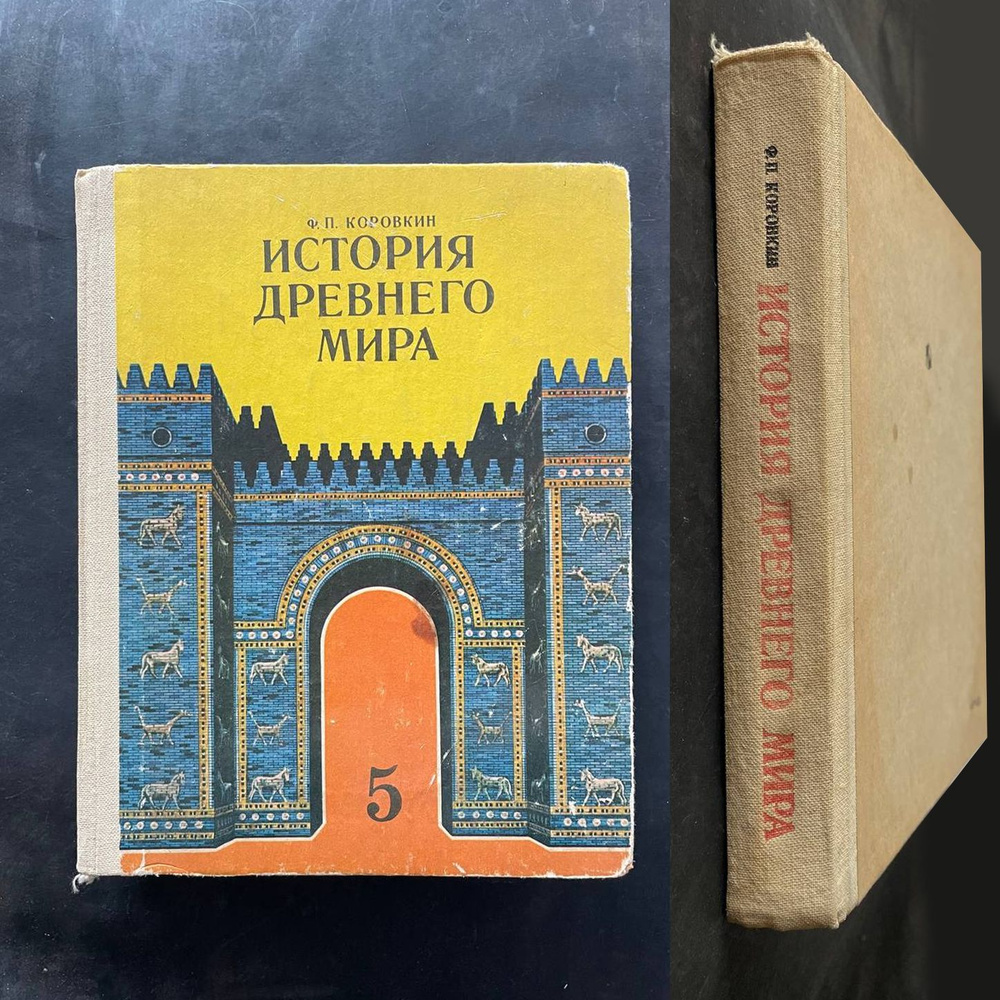 Ф. П. КОРОВКИН
ИСТОРИЯ
ДРЕВНЕГО
МИРА
5
Ф.П. КОРОВКИН ИСТОРИЯ ДРЕВНЕГО МИРА